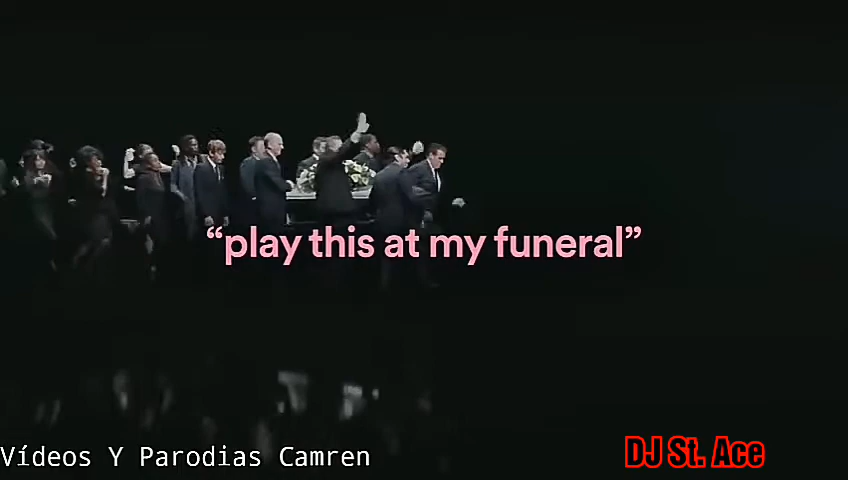 “play this at my funeral”
Vídeos Y Parodias Camren
DJ St. Ace